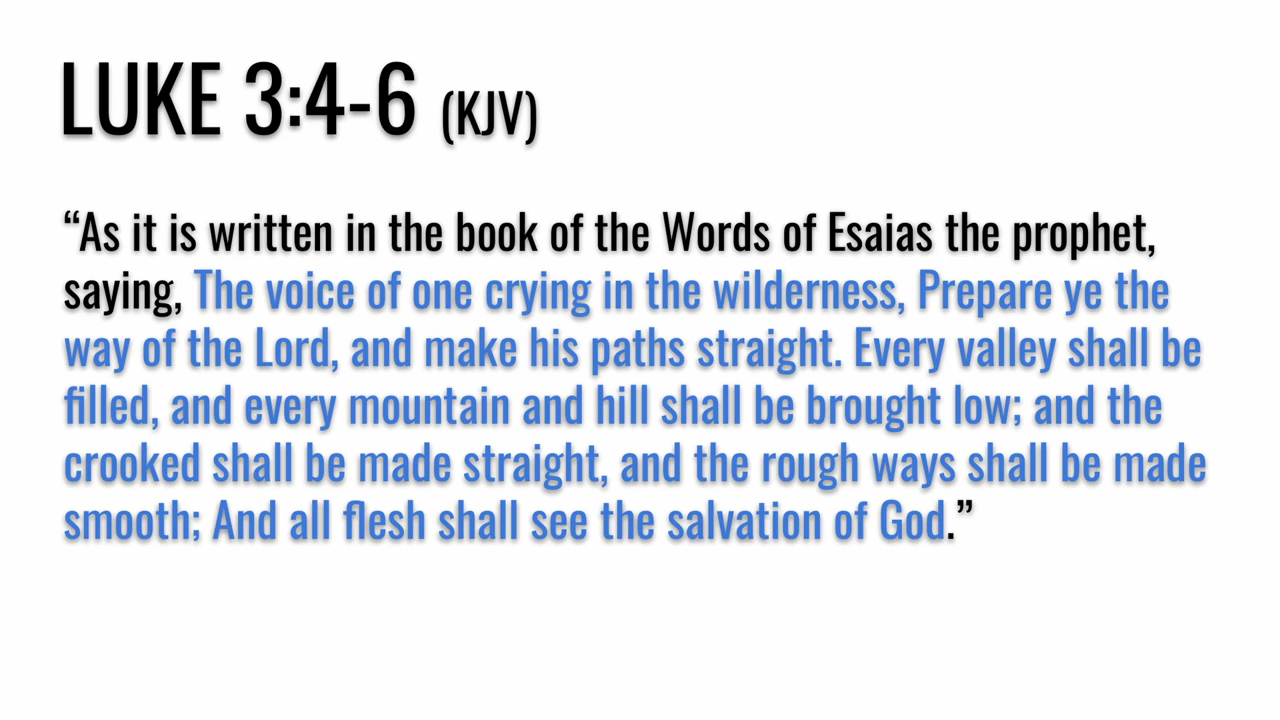 LUKE 3:4-6 (KJV)
“As it is written in the book of the Words of Esaias the prophet,
saying, The voice of one crying in the wilderness, Prepare ye the
way of the Lord, and make his paths straight. Every valley shall be
filled, and every mountain and hill shall be brought low; and the
crooked shall be made straight, and the rough ways shall be made
smooth; And all flesh shall see the salvation of God.”